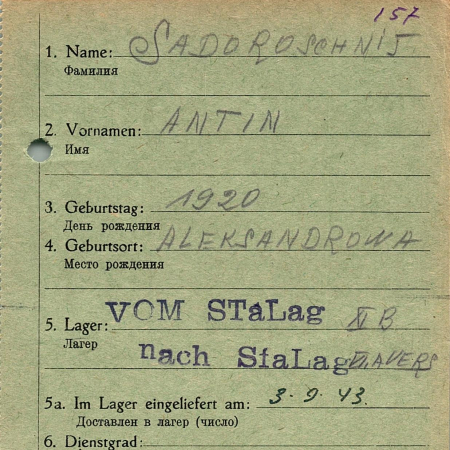 157
1. Name: SADOROSCHNIJ
Фамилия
2. Vornamen: ANTIN
Имя
3. Geburtstag: 1920
День рождения
4. Geburtsort: ALEKSANDROWA
Место рождения
5. Lager: VOM STaLag XI B
Лагер nach StaLag
5a. Im Lager eingeliefert am: 3.9.43.
Доставлен в лагер (число)
6. Dienstgrad: